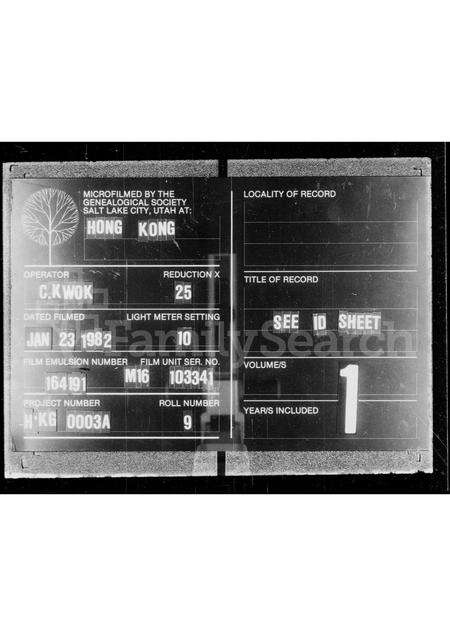 MICROFILMED BY THE
GENEALOGICAL SOCIETY
SALT LAKE CITY, UTAH AT:
HONG KONG
OPERATOR REDUCTION X
C.KWOK 25
DATED FILMED LIGHT METER SETTING
JAN 23 1982 10
FILM EMULSION NUMBER FILM UNIT SER. NO.
164191 M16 103341
PROJECT NUMBER ROLL NUMBER
H•KG 0003A 9
LOCALITY OF RECORD
TITLE OF RECORD
SEE ID SHEET
VOLUME/S
1
YEAR/S INCLUDED
FamilySearch